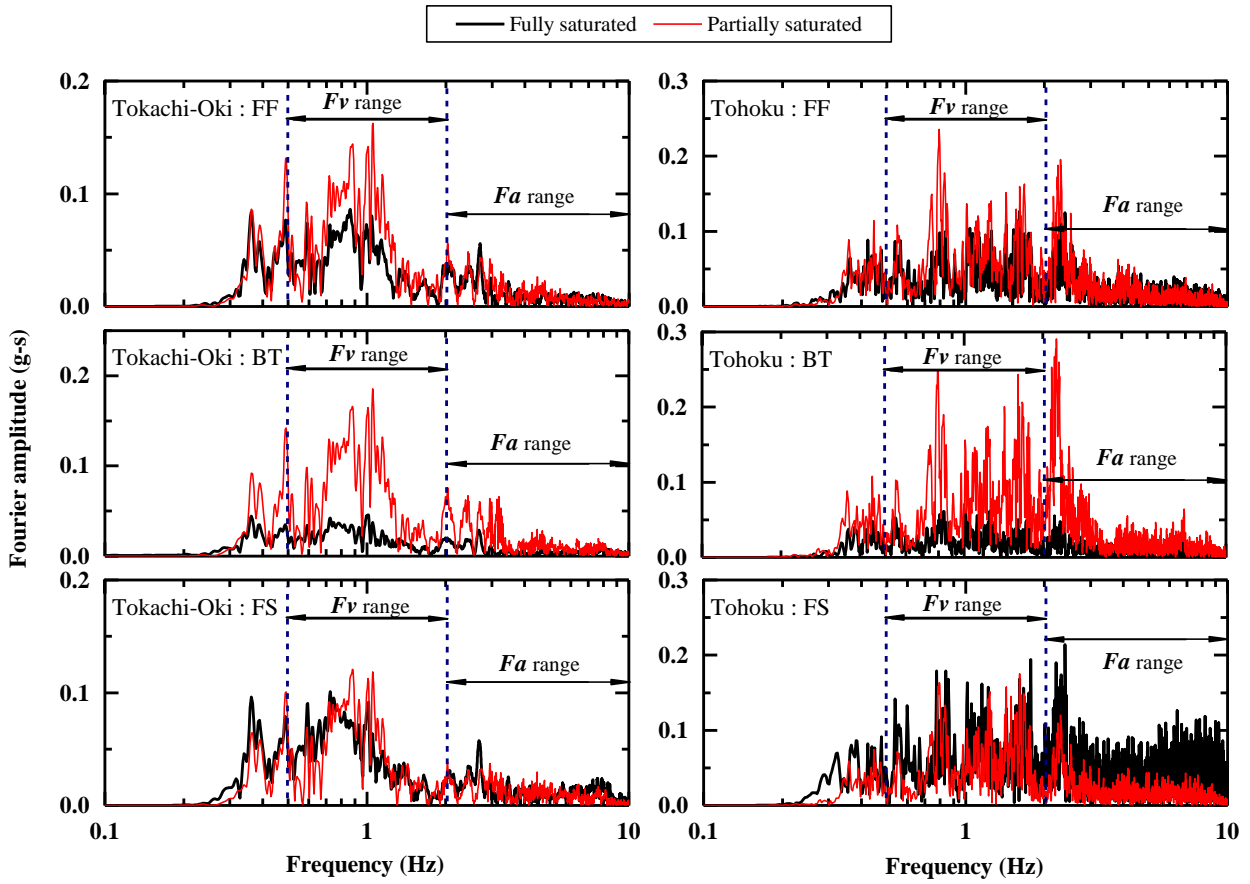 Fully saturated Partially saturated
Fourier amplitude (g-s)
0.2
0.1
0.0
Tokachi-Oki : FF
Fv range
Fa range
0.3
0.2
0.1
0.0
Tohoku : FF
Fv range
Fa range
0.2
0.1
0.0
Tokachi-Oki : BT
Fv range
Fa range
0.3
0.2
0.1
0.0
Tohoku : BT
Fv range
Fa range
0.2
0.1
0.0
Tokachi-Oki : FS
Fv range
Fa range
0.1 1 10
Frequency (Hz)
0.3
0.2
0.1
0.0
Tohoku : FS
Fv range
Fa range
0.1 1 10
Frequency (Hz)